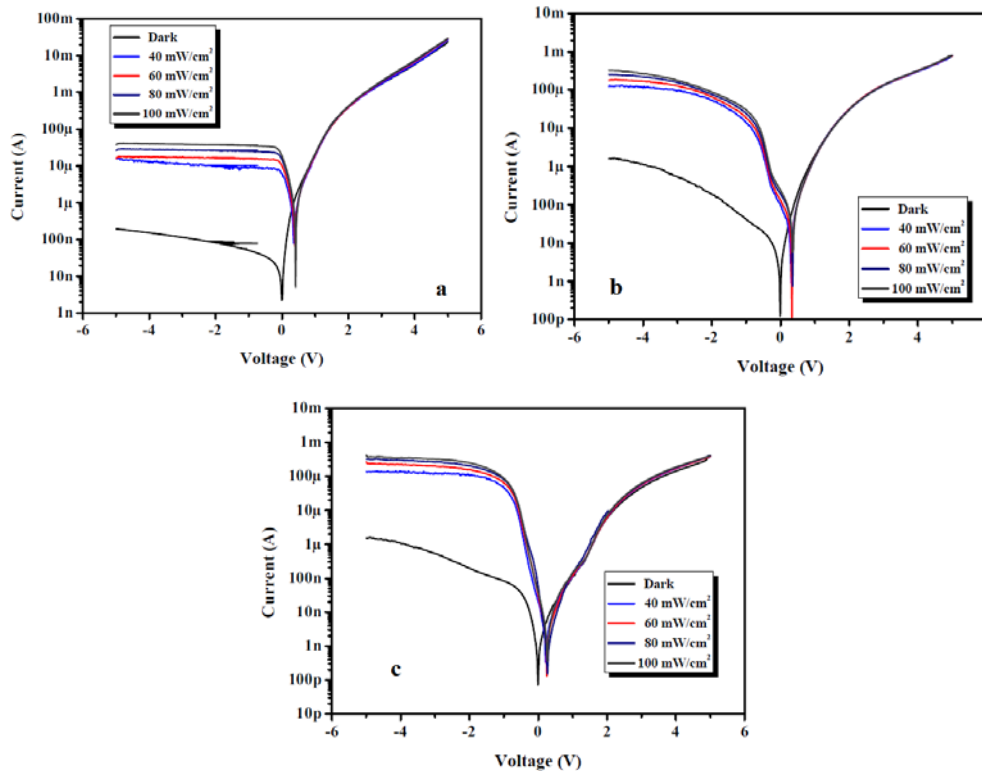 100m
10m
1m
100µ
10µ
1µ
100n
10n
1n
Current (A)
Dark
40 mW/cm²
60 mW/cm²
80 mW/cm²
100 mW/cm²
a
-6 -4 -2 0 2 4 6
Voltage (V)
10m
1m
100µ
10µ
1µ
100n
10n
1n
100p
Current (A)
Dark
40 mW/cm²
60 mW/cm²
80 mW/cm²
100 mW/cm²
b
-6 -4 -2 0 2 4 6
Voltage (V)
10m
1m
100µ
10µ
1µ
100n
10n
1n
100p
10p
Current (A)
Dark
40 mW/cm²
60 mW/cm²
80 mW/cm²
100 mW/cm²
c
-6 -4 -2 0 2 4 6
Voltage (V)